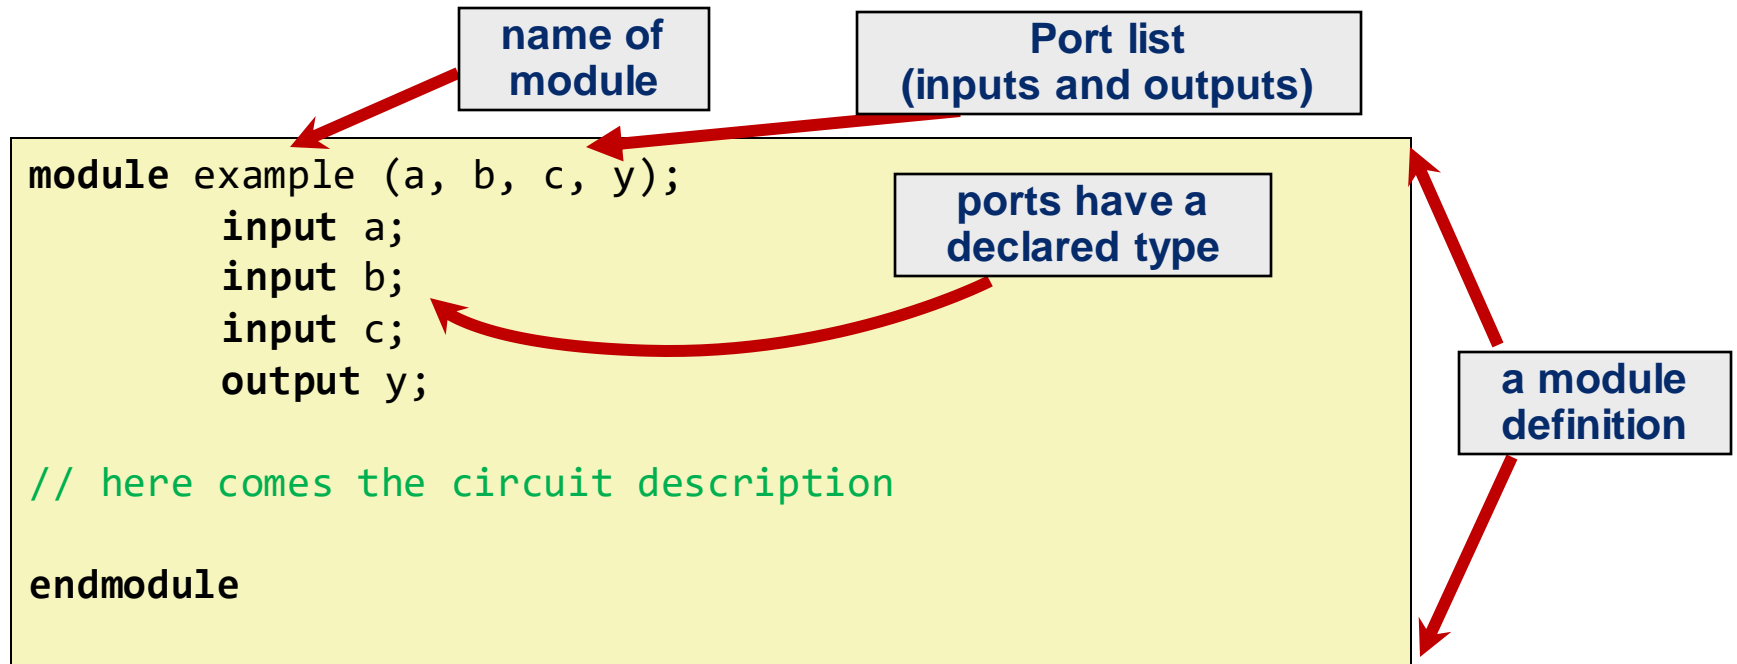 name of
module
Port list
(inputs and outputs)
module example (a, b, c, y);
input a;
input b;
input c;
output y;
ports have a
declared type
a module
definition
// here comes the circuit description
endmodule